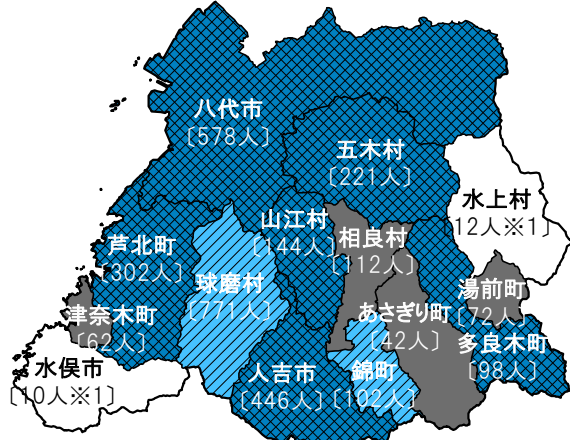 八代市
〔578人〕
五木村
〔221人〕
水上村
〔12人※1〕
山江村
〔144人〕
相良村
〔112人〕
芦北町
〔302人〕
球磨村
〔771人〕
湯前町
〔72人〕
津奈木町
〔62人〕
あさぎり町
〔42人〕
多良木町
〔98人〕
水俣市
〔10人※1〕
人吉市
〔446人〕
錦町
〔102人〕